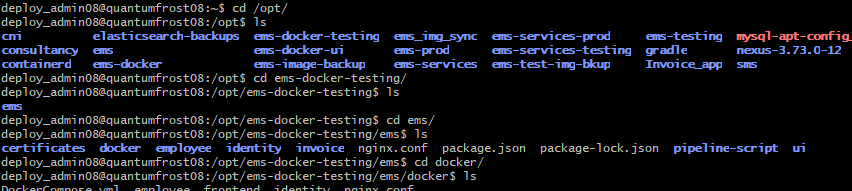 deploy_admin08@quantumfrost08:~$ cd /opt/
deploy_admin08@quantumfrost08:/opt$ ls
cni elasticsearch-backups ems-docker-testing ems_img_sync ems-services-prod ems-testing mysql-apt-config_
consultancy ems ems-docker-ui ems-prod ems-services-testing gradle nexus-3.73.0-12
containerd ems-docker ems-image-backup ems-services ems-test-img-bkup Invoice_app sms
deploy_admin08@quantumfrost08:/opt$ cd ems-docker-testing/
deploy_admin08@quantumfrost08:/opt/ems-docker-testing$ ls
ems
deploy_admin08@quantumfrost08:/opt/ems-docker-testing$ cd ems/
deploy_admin08@quantumfrost08:/opt/ems-docker-testing/ems$ ls
certificates docker employee identity invoice nginx.conf package.json package-lock.json pipeline-script ui
deploy_admin08@quantumfrost08:/opt/ems-docker-testing/ems$ cd docker/
deploy_admin08@quantumfrost08:/opt/ems-docker-testing/ems/docker$ ls
DockerCompose.yml employee frontend identity nginx.conf